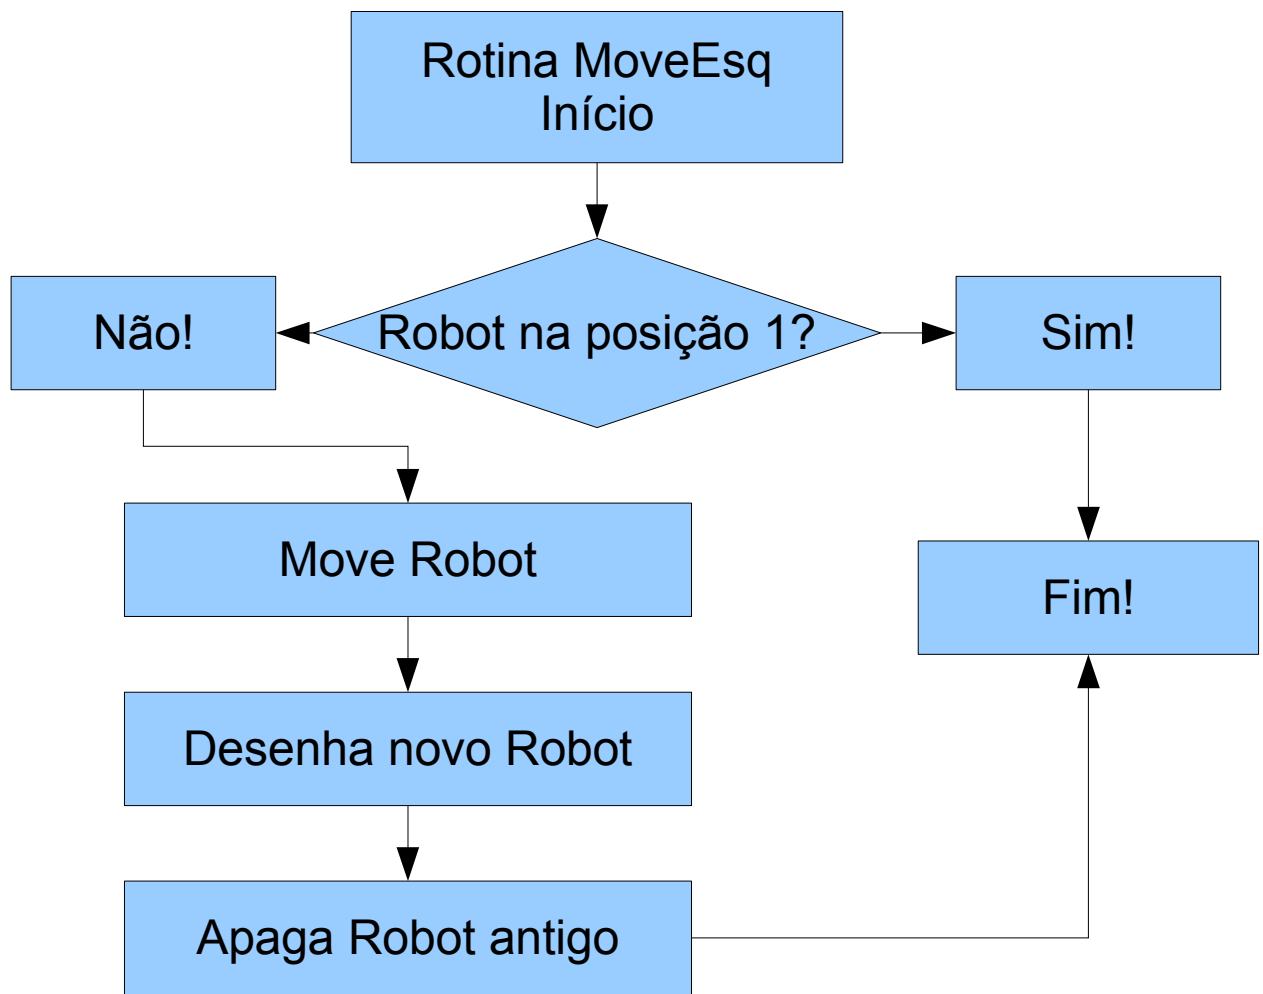 Rotina MoveEsq
Início
Não!
Robot na posição 1?
Sim!
Move Robot
Fim!
Desenha novo Robot
Apaga Robot antigo